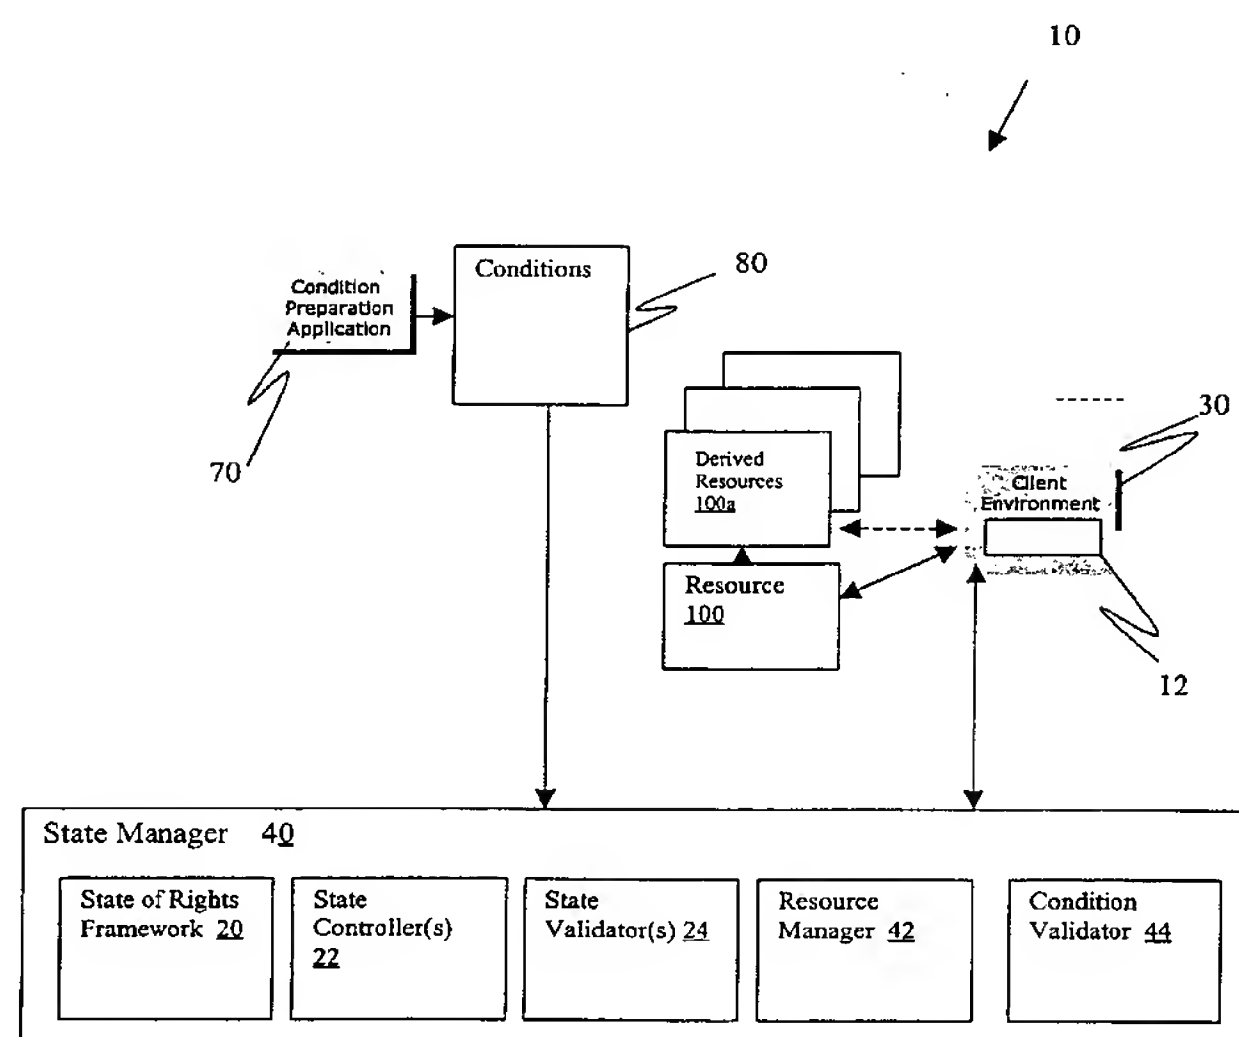 10
Conditions
80
Condition
Preparation
Application
70
Derived
Resources
100a
30
Client
Environment
Resource
100
12
State Manager 40
State of Rights
Framework 20
State
Controller(s)
22
State
Validator(s) 24
Resource
Manager 42
Condition
Validator 44